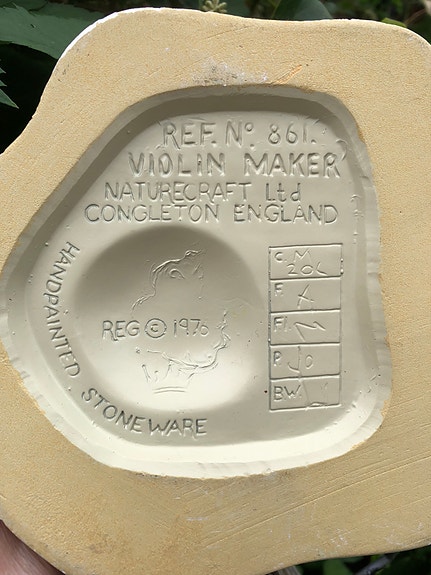 REF. Nº 861.
VIOLIN MAKER
NATURECRAFT Ltd
CONGLETON ENGLAND
HANDPAINTED STONEWARE
REG © 1976
C.M
F.
FI.
P.
BW.